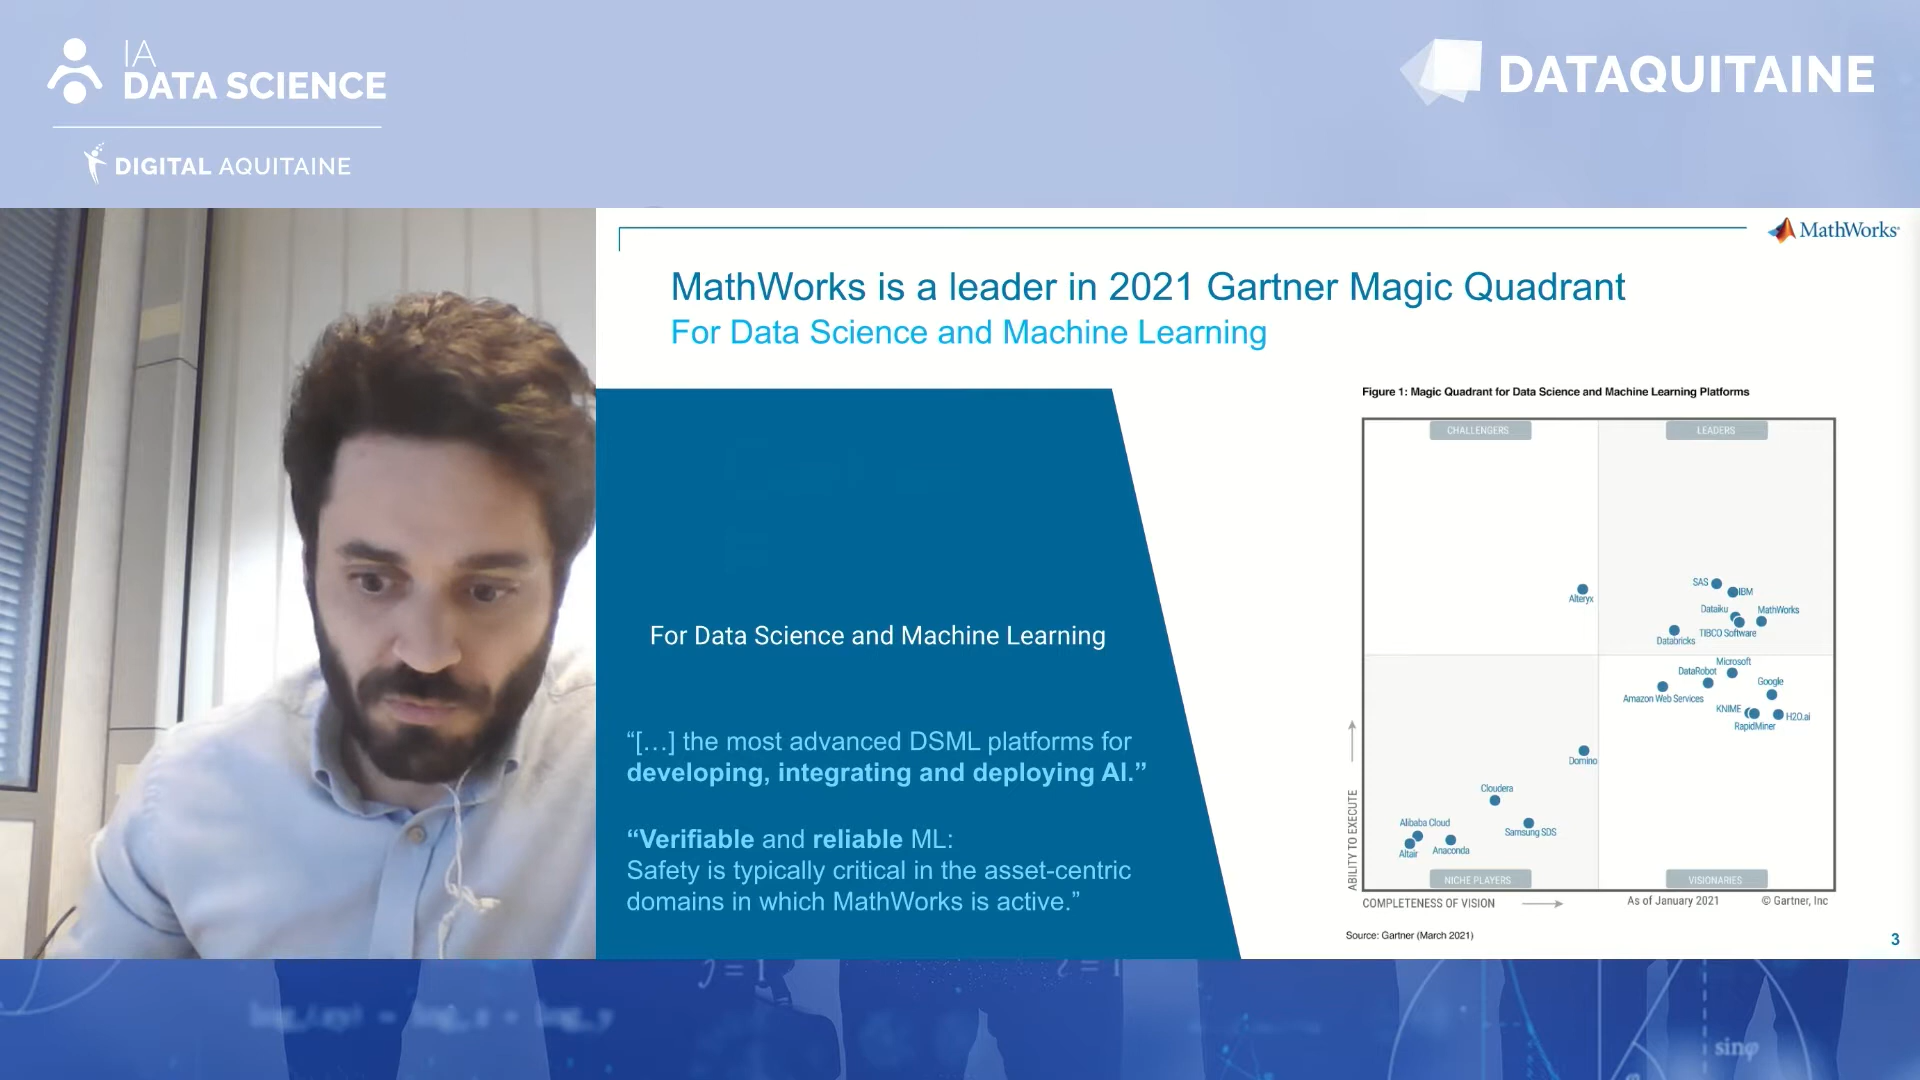 IA
DATA SCIENCE
DIGITAL AQUITAINE
DATAQUITAINE
MathWorks
MathWorks is a leader in 2021 Gartner Magic Quadrant
For Data Science and Machine Learning
For Data Science and Machine Learning
“[…] the most advanced DSML platforms for
developing, integrating and deploying AI.”
“Verifiable and reliable ML:
Safety is typically critical in the asset-centric
domains in which MathWorks is active.”
Figure 1: Magic Quadrant for Data Science and Machine Learning Platforms
CHALLENGERS
LEADERS
SAS
IBM
Alteryx
Dataiku
MathWorks
TIBCO Software
Databricks
Microsoft
DataRobot
Google
Amazon Web Services
KNIME
H2O.ai
RapidMiner
Domino
Cloudera
Alibaba Cloud
Samsung SDS
Altair
Anaconda
ABILITY TO EXECUTE
NICHE PLAYERS
VISIONARIES
COMPLETENESS OF VISION
As of January 2021
© Gartner, Inc
Source: Gartner (March 2021)
3
sinφ